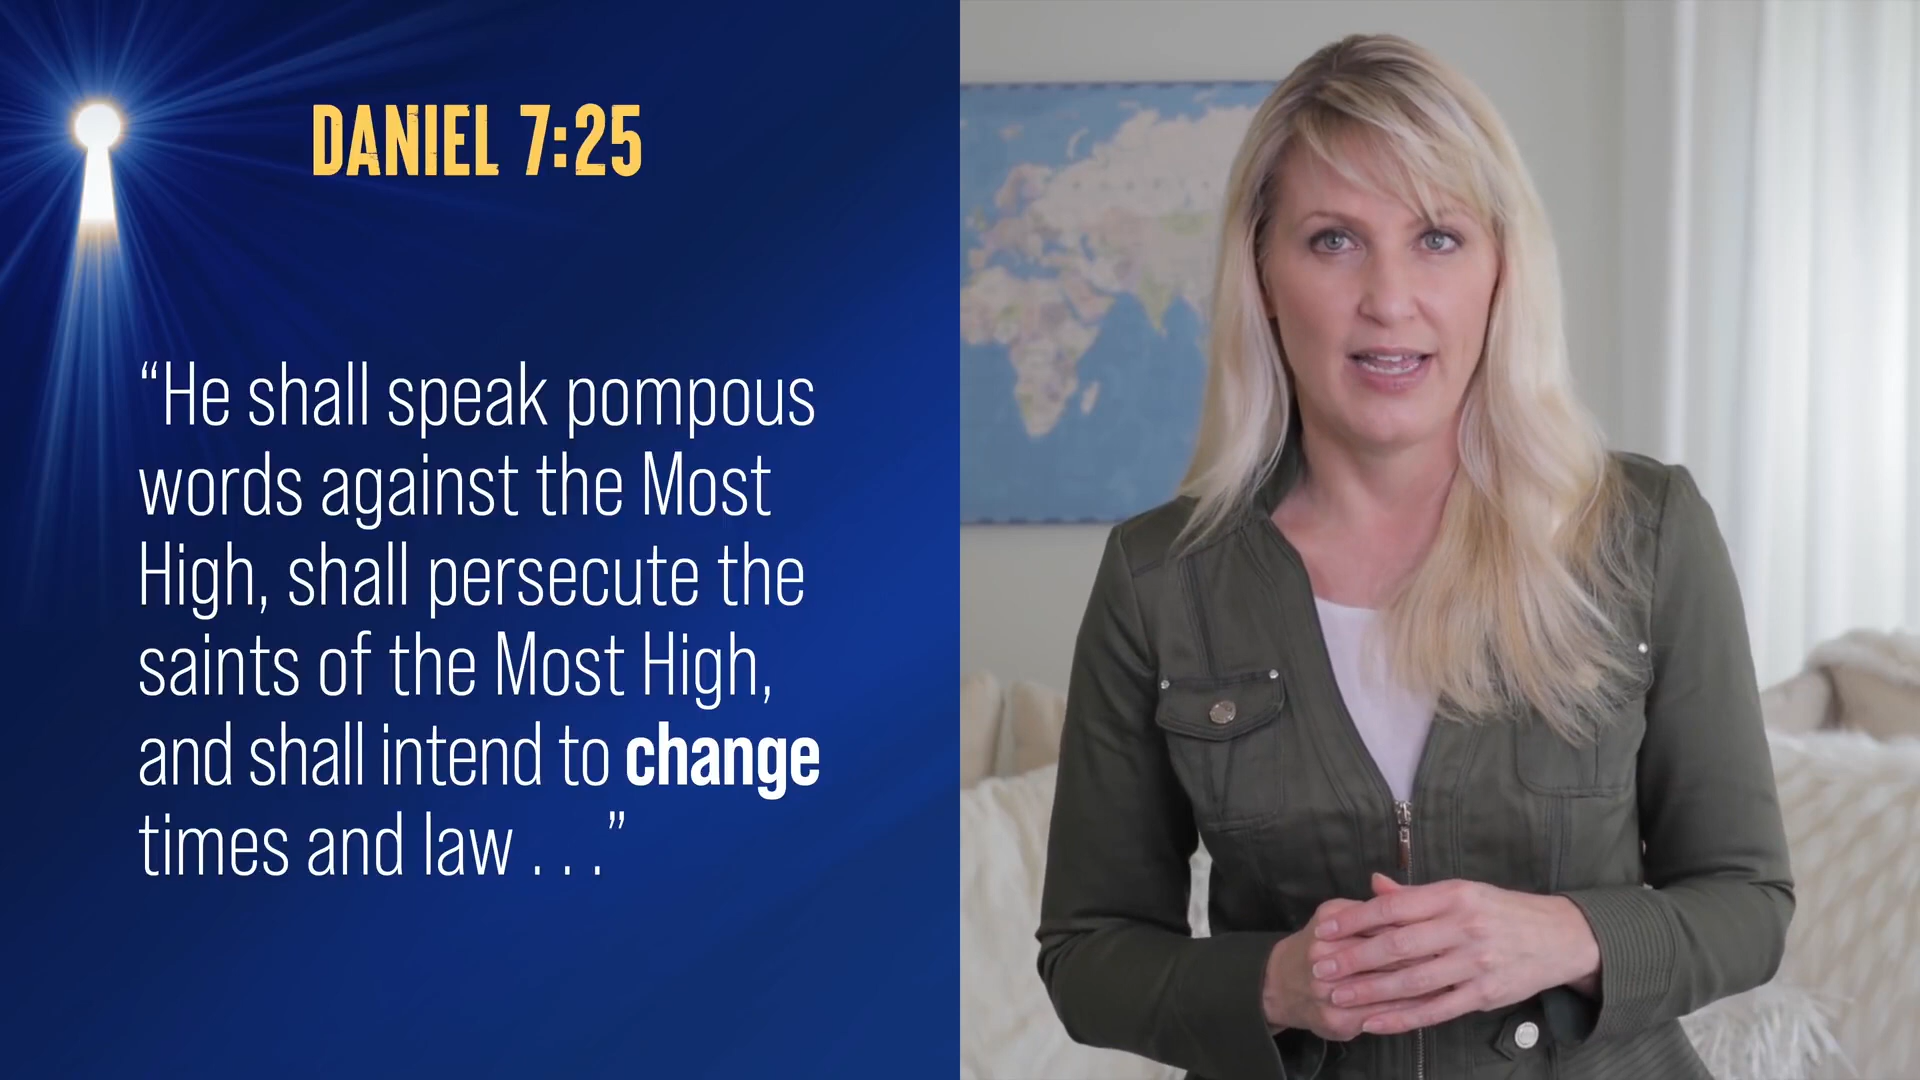 DANIEL 7:25
“He shall speak pompous
words against the Most
High, shall persecute the
saints of the Most High,
and shall intend to change
times and law . . .”